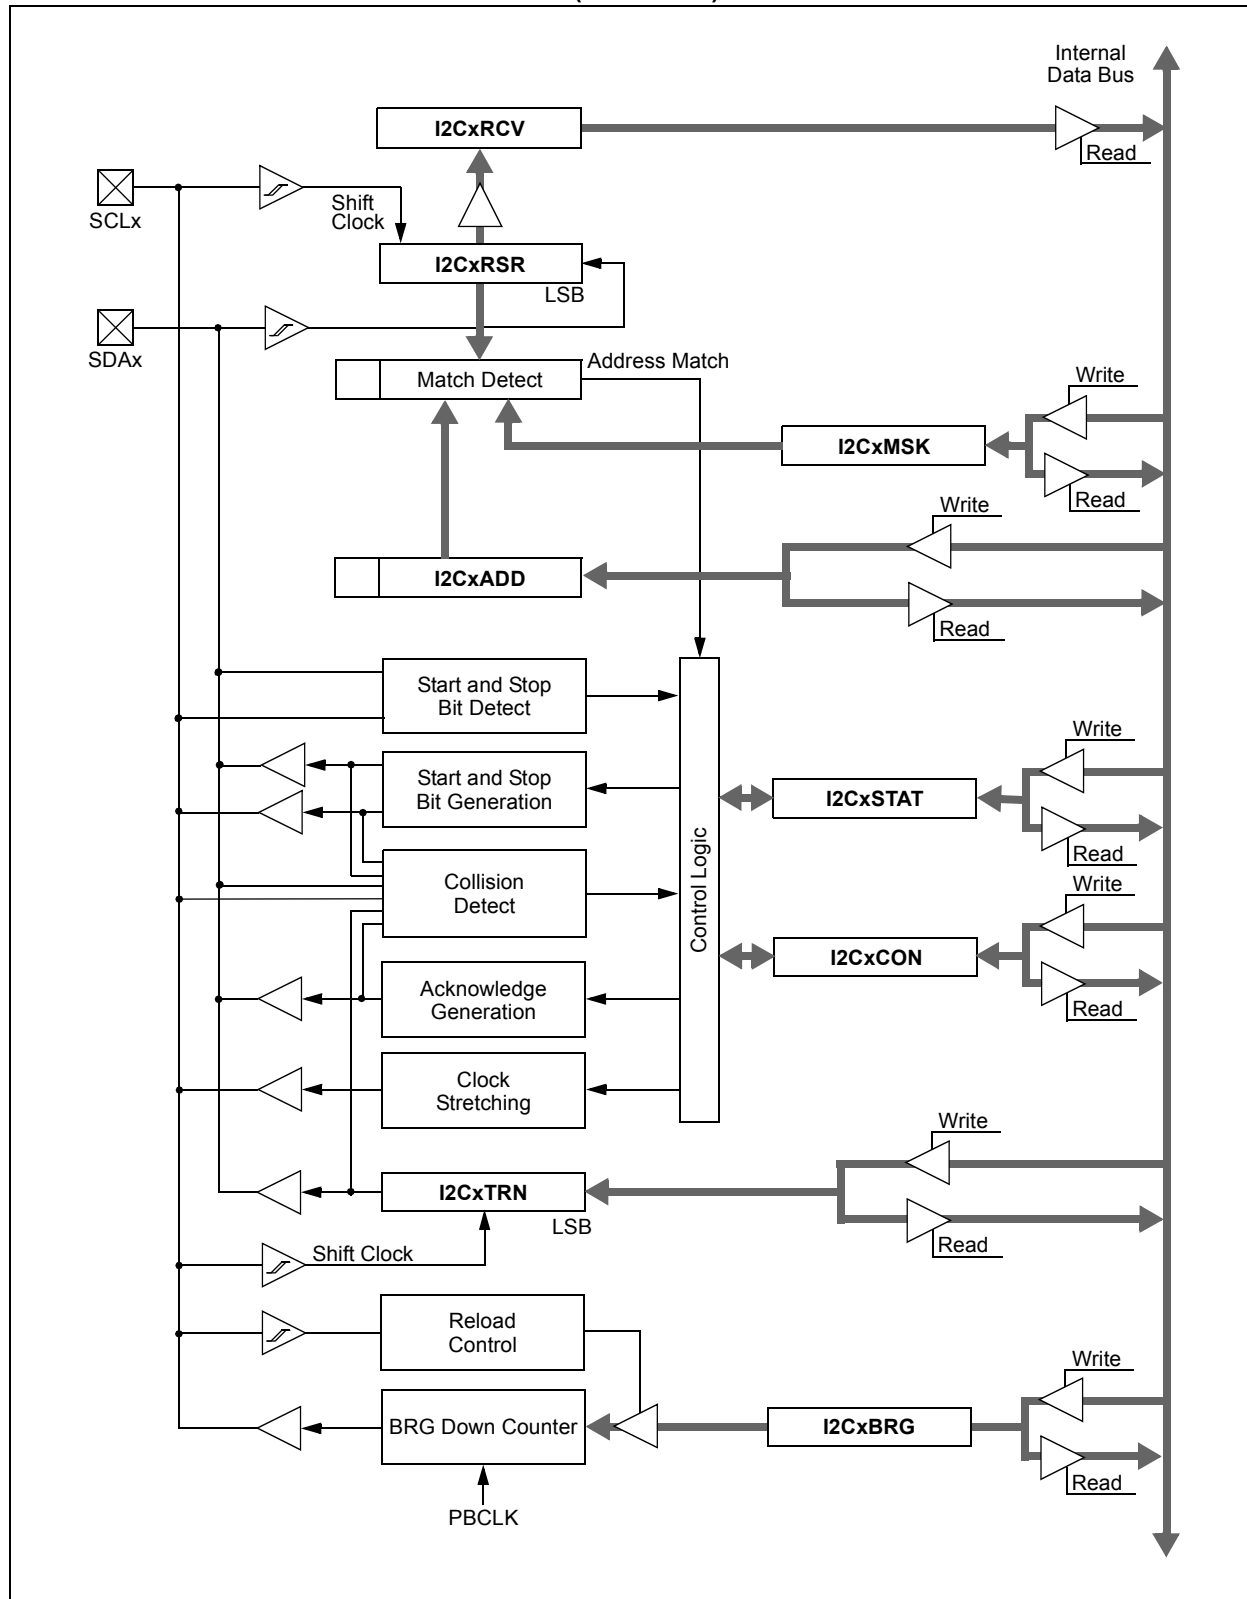 Internal
Data Bus
I2CxRCV
Read
SCLx
Shift
Clock
I2CxRSR
LSB
SDAx
Address Match
Match Detect
Write
I2CxMSK
Read
Write
I2CxADD
Read
Start and Stop
Bit Detect
Write
Start and Stop
Bit Generation
I2CxSTAT
Control Logic
Read
Collision
Detect
Write
I2CxCON
Acknowledge
Generation
Read
Clock
Stretching
Write
I2CxTRN
LSB
Read
Shift Clock
Reload
Control
Write
BRG Down Counter
I2CxBRG
Read
PBCLK